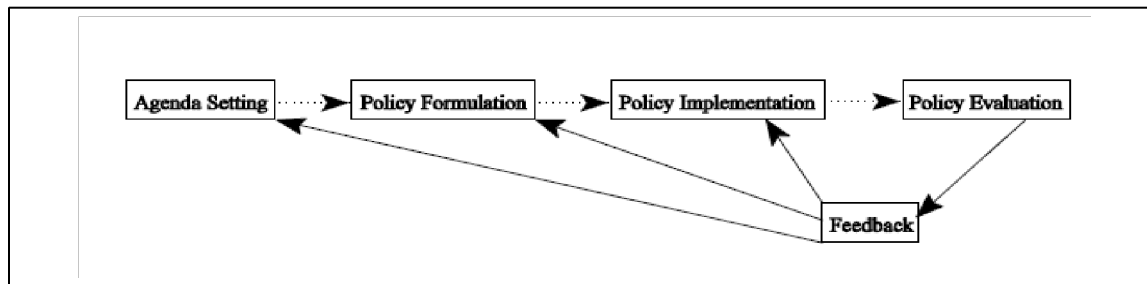 Agenda Setting
Policy Formulation
Policy Implementation
Policy Evaluation
Feedback